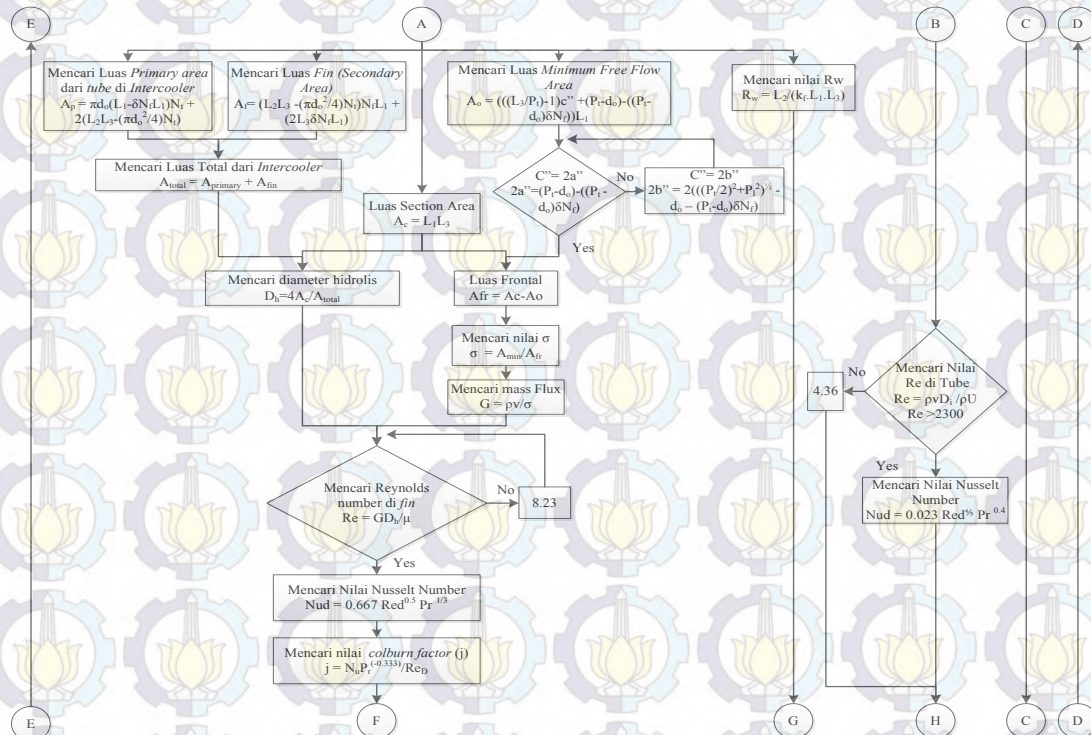 E
A
B
C
D
Mencari Luas Primary area
dari tube di Intercooler
Aₚ = πdₒ(L₁-δNfL₁)Nₜ +
2(L₂L₃-(πdₒ²/4)Nₜ)
Mencari Luas Fin (Secondary
Area)
Af= (L₂L₃ -(πdₒ²/4)Nₜ)NfL₁ +
(2L₃δNfL₁)
Mencari Luas Minimum Free Flow
Area
Aₒ = (((L₃/Pₜ)-1)c” +(Pₜ-dₒ)-((Pₜ-
dₒ)δNf))L₁
Mencari nilai Rw
Rw = L₂/(kf.L₁.L₃)
Mencari Luas Total dari Intercooler
Atotal = Aprimary + Afin
C”= 2a”
2a”=(Pₜ-dₒ)-((Pₜ -
dₒ)δNf)
No
C”= 2b”
2b” = 2(((Pₜ/2)²+Pₗ²)^½ -
dₒ – (Pₜ-dₒ)δNf)
Luas Section Area
Ac = L₁L₃
Yes
Mencari diameter hidrolis
Dₕ=4Ac/Atotal
Luas Frontal
Afr = Ac-Ao
Mencari nilai σ
σ = Amin/Afr
Mencari mass Flux
G = ρv/σ
Mencari Nilai
Re di Tube
Re = ρvDᵢ /ρU
Re >2300
No
4.36
Yes
Mencari Nilai Nusselt
Number
Nud = 0.023 Red^⅘ Pr ^0.4
Mencari Reynolds
number di fin
Re = GDₕ/μ
No
8.23
Yes
Mencari Nilai Nusselt Number
Nud = 0.667 Red^0.5 Pr ^1/3
Mencari nilai colburn factor (j)
j = NᵤPᵣ^(-0.333)/Re_D
E
F
G
H
C
D